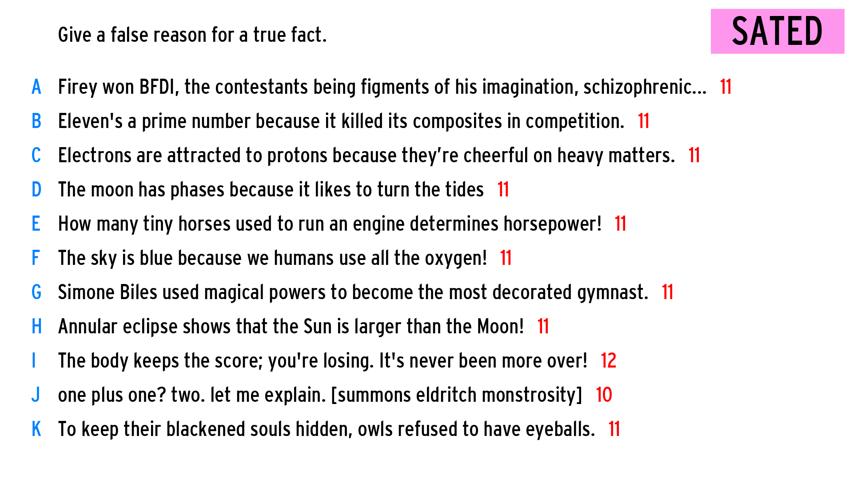 Give a false reason for a true fact.
SATED
A Firey won BFDI, the contestants being figments of his imagination, schizophrenic... 11
B Eleven's a prime number because it killed its composites in competition. 11
C Electrons are attracted to protons because they're cheerful on heavy matters. 11
D The moon has phases because it likes to turn the tides 11
E How many tiny horses used to run an engine determines horsepower! 11
F The sky is blue because we humans use all the oxygen! 11
G Simone Biles used magical powers to become the most decorated gymnast. 11
H Annular eclipse shows that the Sun is larger than the Moon! 11
I The body keeps the score; you're losing. It's never been more over! 12
J one plus one? two. let me explain. [summons eldritch monstrosity] 10
K To keep their blackened souls hidden, owls refused to have eyeballs. 11